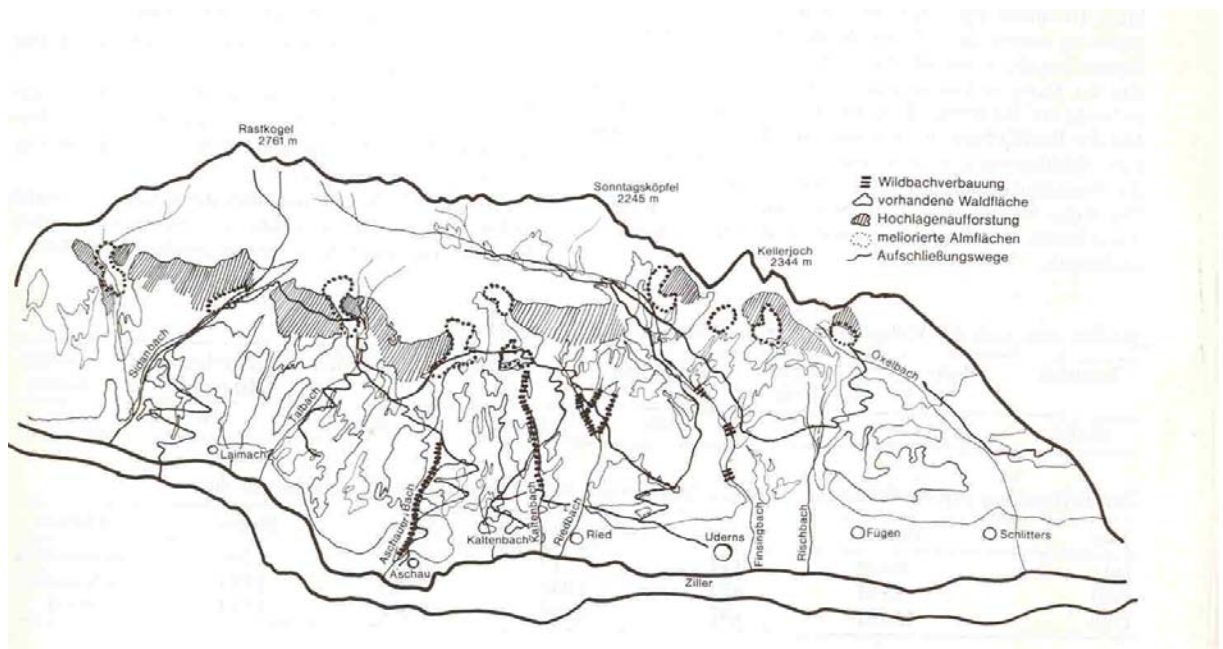 Rastkogel
2761 m
Sonntagsköpfel
2245 m
Kellerjoch
2344 m
Wildbachverbauung
vorhandene Waldfläche
Hochlagenaufforstung
meliorierte Almflächen
Aufschließungswege
Sidanbach
Talbach
Öxelbach
Laimach
Aschauer Bach
Aschau
Kaltenbach
Kaltenbach
Riedbach
Ried
Uderns
Finsingbach
Rischbach
Fügen
Schlitters
Ziller